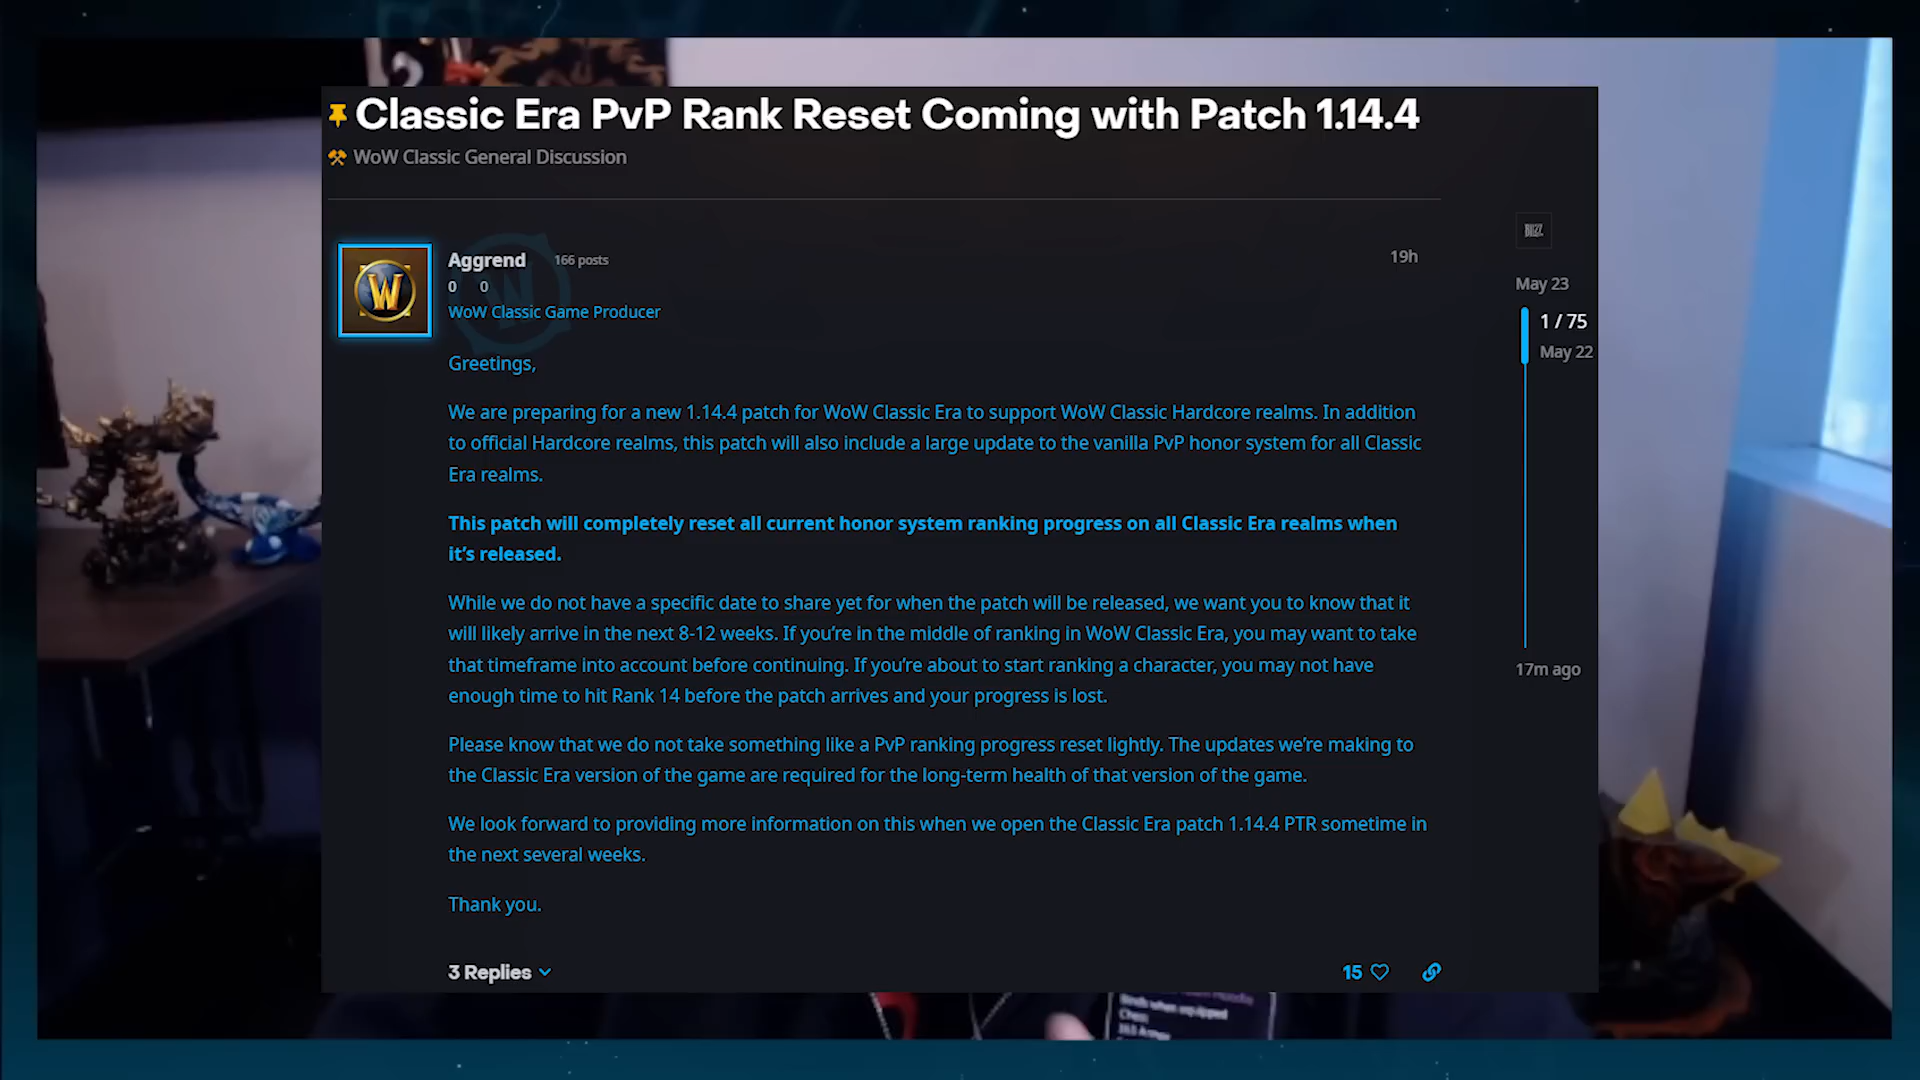 Classic Era PvP Rank Reset Coming with Patch 1.14.4
WoW Classic General Discussion
Aggrend 166 posts 19h
0 0
WoW Classic Game Producer
BLIZZ
May 23
1 / 75
May 22
17m ago
Greetings,
We are preparing for a new 1.14.4 patch for WoW Classic Era to support WoW Classic Hardcore realms. In addition
to official Hardcore realms, this patch will also include a large update to the vanilla PvP honor system for all Classic
Era realms.
This patch will completely reset all current honor system ranking progress on all Classic Era realms when
it’s released.
While we do not have a specific date to share yet for when the patch will be released, we want you to know that it
will likely arrive in the next 8-12 weeks. If you’re in the middle of ranking in WoW Classic Era, you may want to take
that timeframe into account before continuing. If you’re about to start ranking a character, you may not have
enough time to hit Rank 14 before the patch arrives and your progress is lost.
Please know that we do not take something like a PvP ranking progress reset lightly. The updates we’re making to
the Classic Era version of the game are required for the long-term health of that version of the game.
We look forward to providing more information on this when we open the Classic Era patch 1.14.4 PTR sometime in
the next several weeks.
Thank you.
3 Replies 15
Binds when equipped
Chest